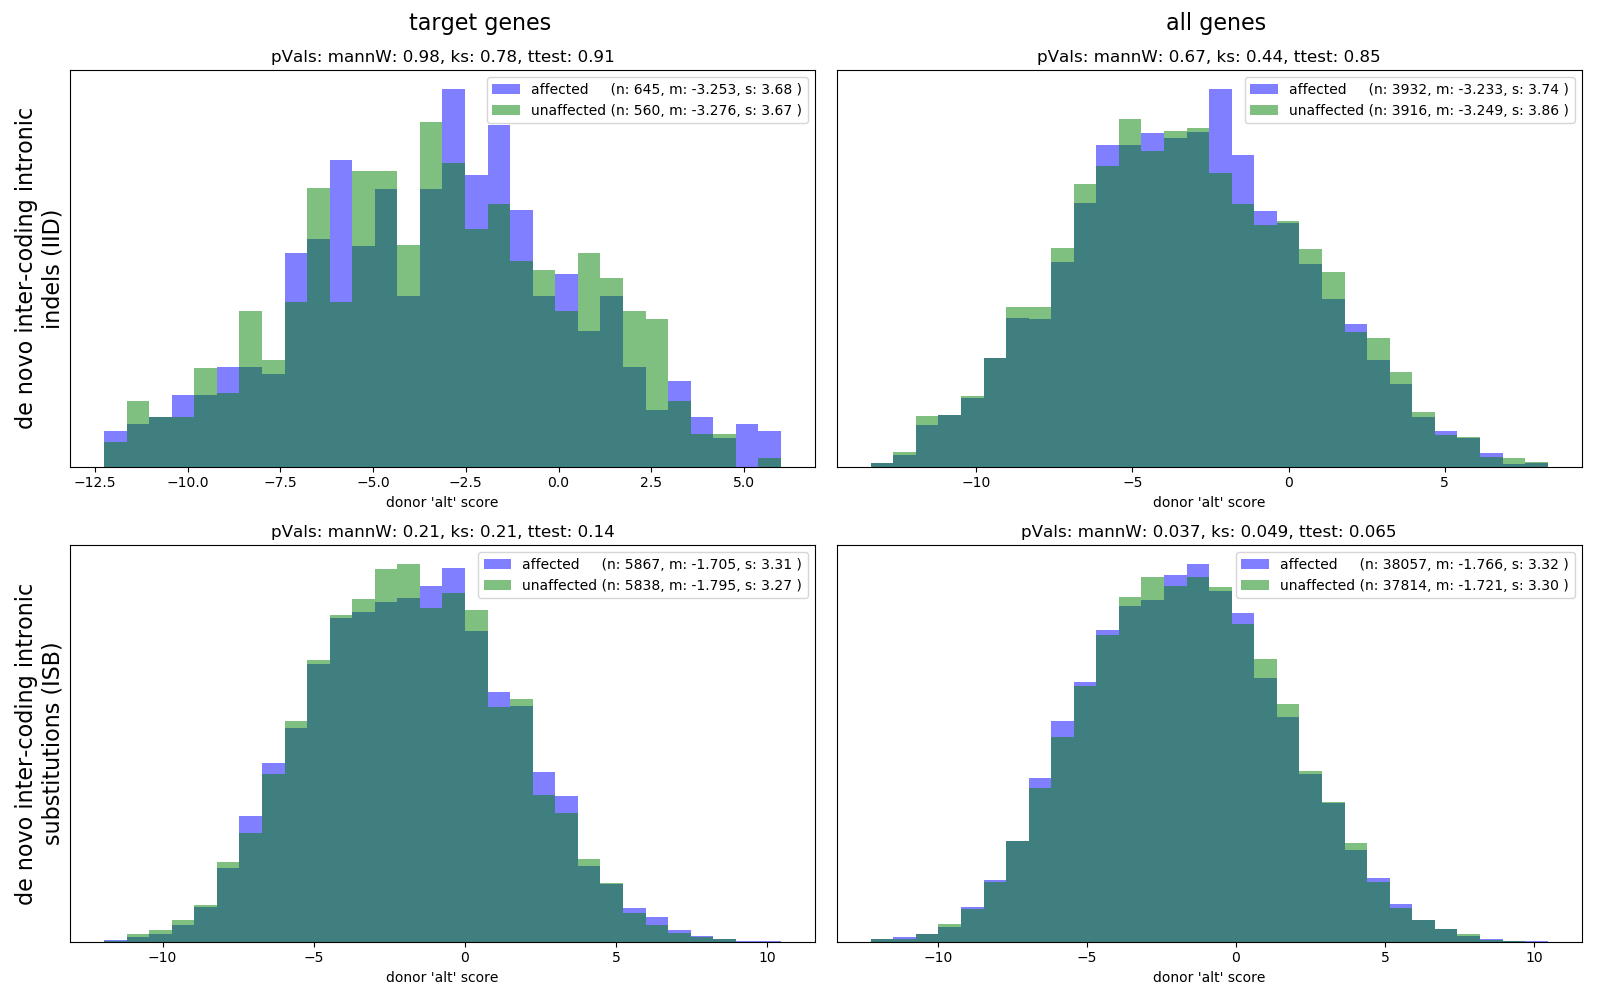 target genes
all genes
pVals: mannW: 0.98, ks: 0.78, ttest: 0.91
pVals: mannW: 0.67, ks: 0.44, ttest: 0.85
de novo inter-coding intronic
indels (IID)
affected (n: 645, m: -3.253, s: 3.68 )
unaffected (n: 560, m: -3.276, s: 3.67 )
affected (n: 3932, m: -3.233, s: 3.74 )
unaffected (n: 3916, m: -3.249, s: 3.86 )
−12.5 −10.0 −7.5 −5.0 −2.5 0.0 2.5 5.0
donor 'alt' score
−10 −5 0 5
donor 'alt' score
pVals: mannW: 0.21, ks: 0.21, ttest: 0.14
pVals: mannW: 0.037, ks: 0.049, ttest: 0.065
de novo inter-coding intronic
substitutions (ISB)
affected (n: 5867, m: -1.705, s: 3.31 )
unaffected (n: 5838, m: -1.795, s: 3.27 )
affected (n: 38057, m: -1.766, s: 3.32 )
unaffected (n: 37814, m: -1.721, s: 3.30 )
−10 −5 0 5 10
donor 'alt' score
−10 −5 0 5 10
donor 'alt' score